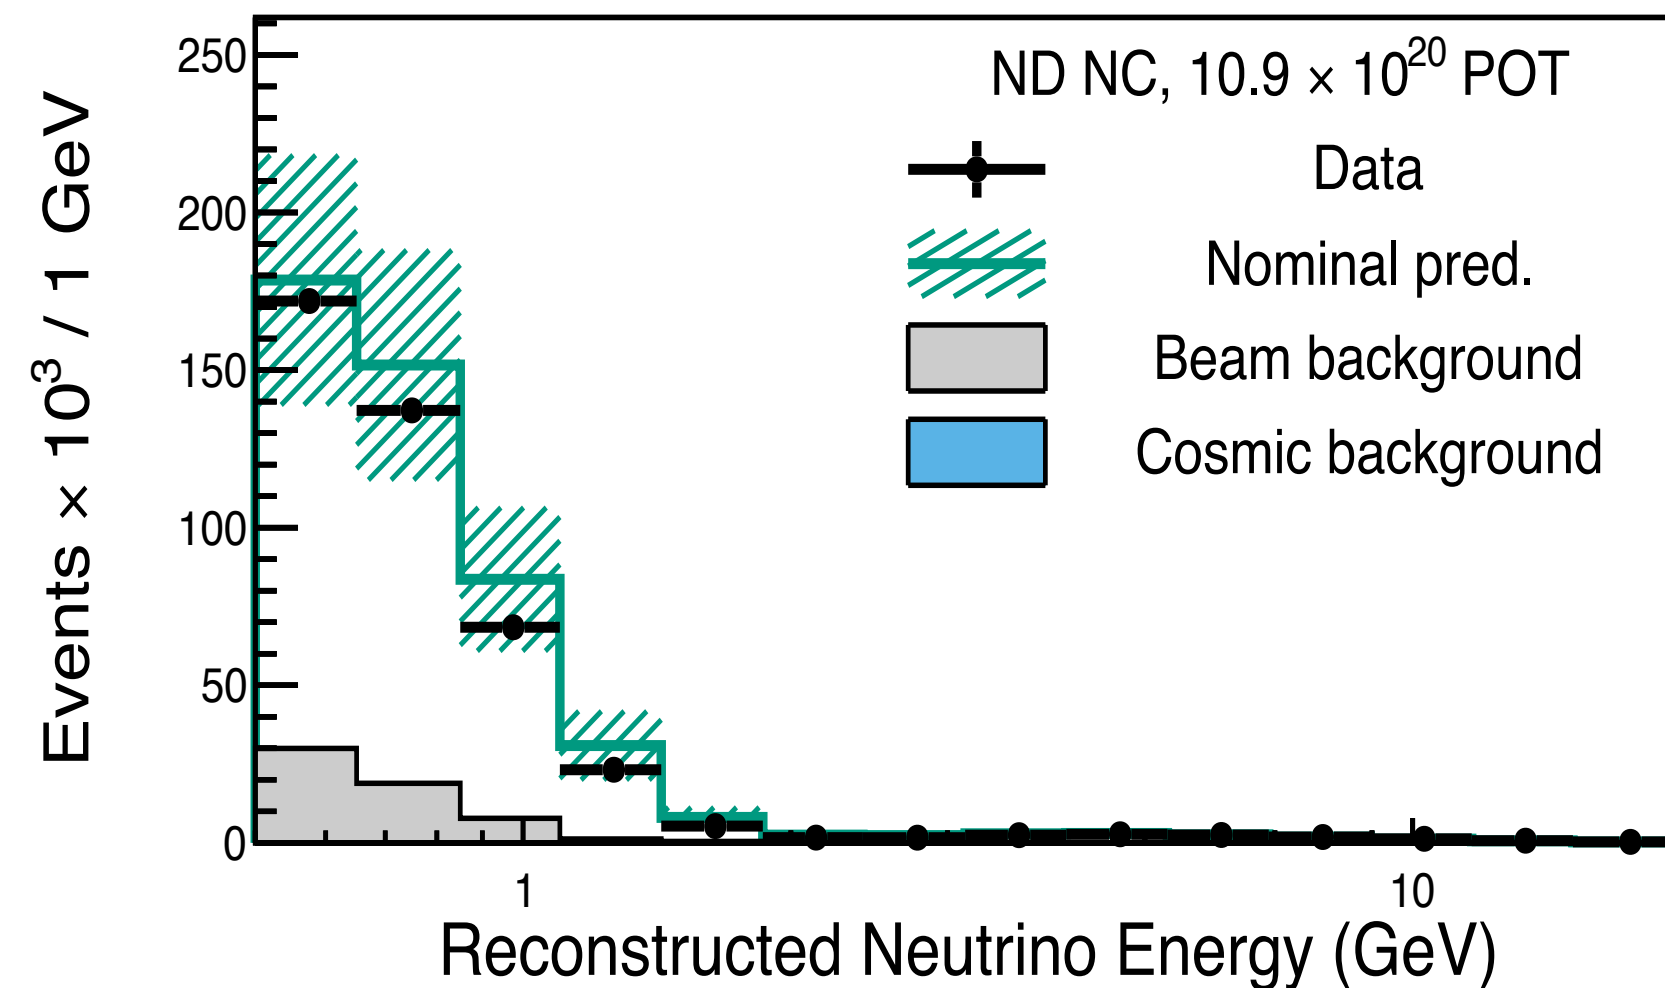 ND NC, 10.9 × 10²⁰ POT
Data
Nominal pred.
Beam background
Cosmic background
Events × 10³ / 1 GeV
250
200
150
100
50
0
1
10
Reconstructed Neutrino Energy (GeV)